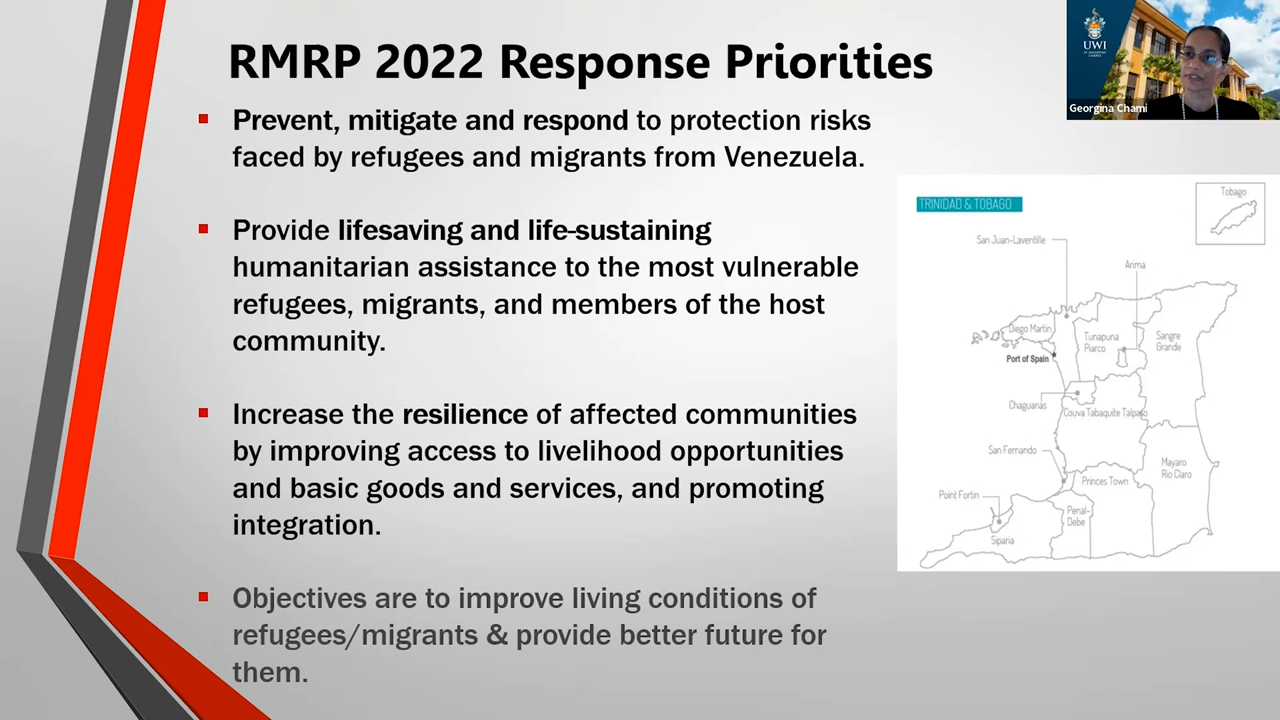 RMRP 2022 Response Priorities
Prevent, mitigate and respond to protection risks
faced by refugees and migrants from Venezuela.
Provide lifesaving and life-sustaining
humanitarian assistance to the most vulnerable
refugees, migrants, and members of the host
community.
Increase the resilience of affected communities
by improving access to livelihood opportunities
and basic goods and services, and promoting
integration.
Objectives are to improve living conditions of
refugees/migrants & provide better future for
them.
UWI
Georgina Chami
TRINIDAD & TOBAGO
Tobago
San Juan-Laventille
Arima
Diego Martin
Tunapuna
Piarco
Sangre
Grande
Port of Spain
Chaguanas
Couva Tabaquite Talparo
San Fernando
Mayaro
Rio Claro
Princes Town
Point Fortin
Penal-
Debe
Siparia